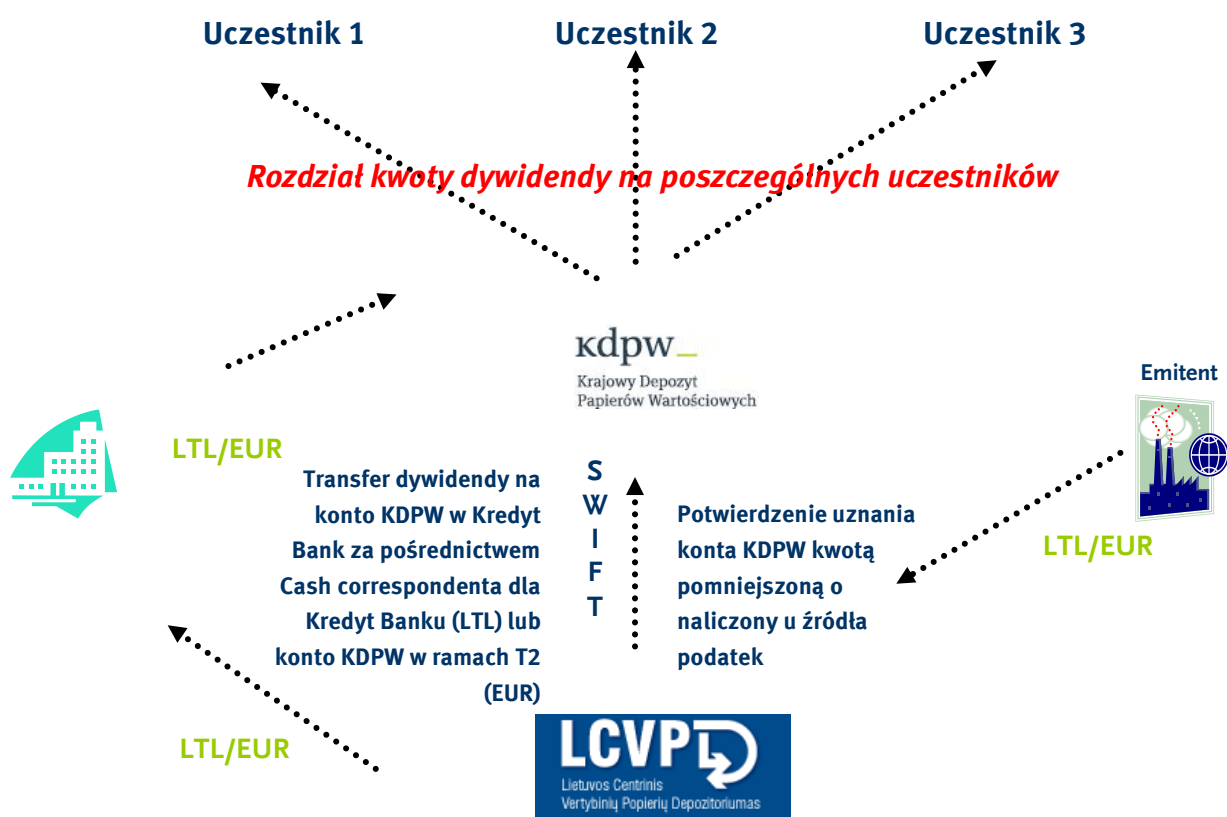 Uczestnik 1
Uczestnik 2
Uczestnik 3
Rozdział kwoty dywidendy na poszczególnych uczestników
kdpw_
Krajowy Depozyt
Papierów Wartościowych
Emitent
LTL/EUR
Transfer dywidendy na
konto KDPW w Kredyt
Bank za pośrednictwem
Cash correspondenta dla
Kredyt Banku (LTL) lub
konto KDPW w ramach T2
(EUR)
S
W
I
F
T
Potwierdzenie uznania
konta KDPW kwotą
pomniejszoną o
naliczony u źródła
podatek
LTL/EUR
LTL/EUR
LCVPD
Lietuvos Centrinis
Vertybinių Popierių Depozitoriumas